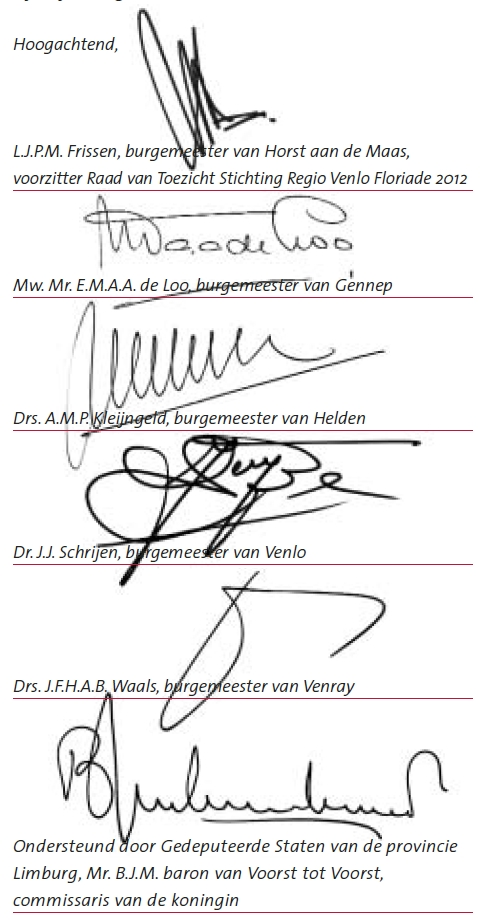 Hoogachtend,
L.J.P.M. Frissen, burgemeester van Horst aan de Maas,
voorzitter Raad van Toezicht Stichting Regio Venlo Floriade 2012
Mw. Mr. E.M.A.A. de Loo, burgemeester van Gennep
Drs. A.M.P. Kleijngeld, burgemeester van Helden
Dr. J.J. Schrijen, burgemeester van Venlo
Drs. J.F.H.A.B. Waals, burgemeester van Venray
Ondersteund door Gedeputeerde Staten van de provincie
Limburg, Mr. B.J.M. baron van Voorst tot Voorst,
commissaris van de koningin